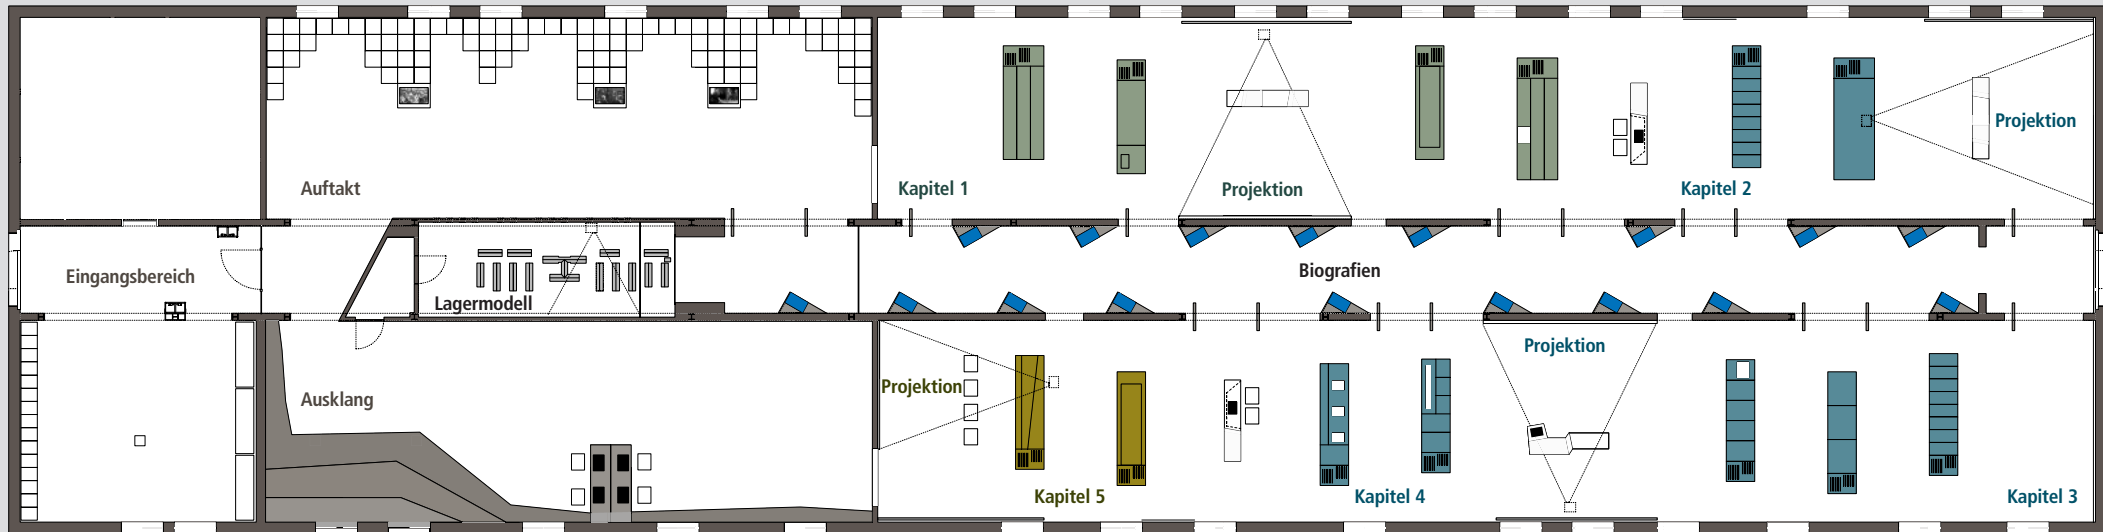 Projektion
Auftakt
Kapitel 1
Projektion
Kapitel 2
Eingangsbereich
Lagermodell
Biografien
Projektion
Projektion
Ausklang
Kapitel 5
Kapitel 4
Kapitel 3